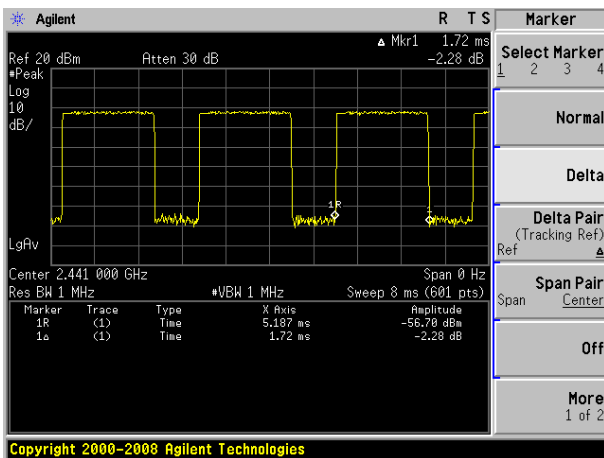 Agilent R T S Marker
Δ Mkr1 1.72 ms
Ref 20 dBm Atten 30 dB -2.28 dB
#Peak
Log
10
dB/
1R
1
LgAv
Center 2.441 000 GHz Span 0 Hz
Res BW 1 MHz #VBW 1 MHz Sweep 8 ms (601 pts)
Marker Trace Type X Axis Amplitude
1R (1) Time 5.187 ms -56.70 dBm
1Δ (1) Time 1.72 ms -2.28 dB
Select Marker
1 2 3 4
Normal
Delta
Delta Pair
(Tracking Ref)
Ref Δ
Span Pair
Span Center
Off
More
1 of 2
Copyright 2000-2008 Agilent Technologies